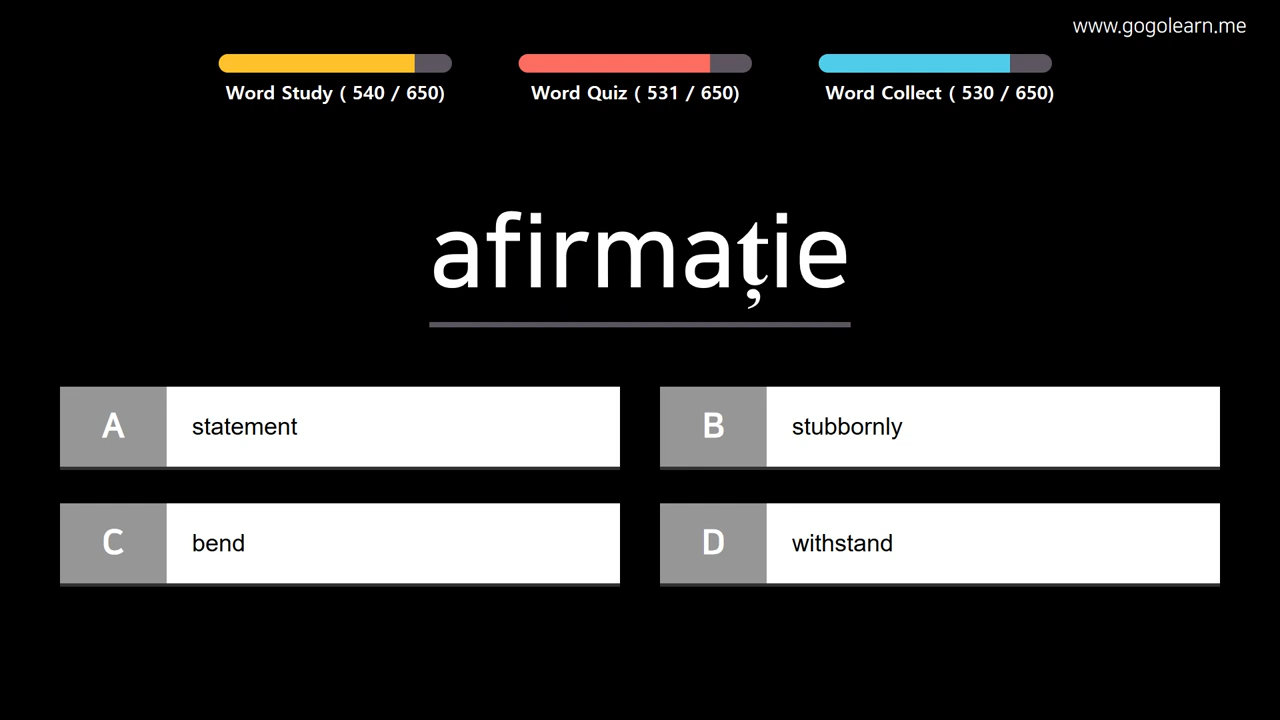 www.gogolearn.me
Word Study ( 540 / 650)
Word Quiz ( 531 / 650)
Word Collect ( 530 / 650)
afirmație
A statement
B stubbornly
C bend
D withstand